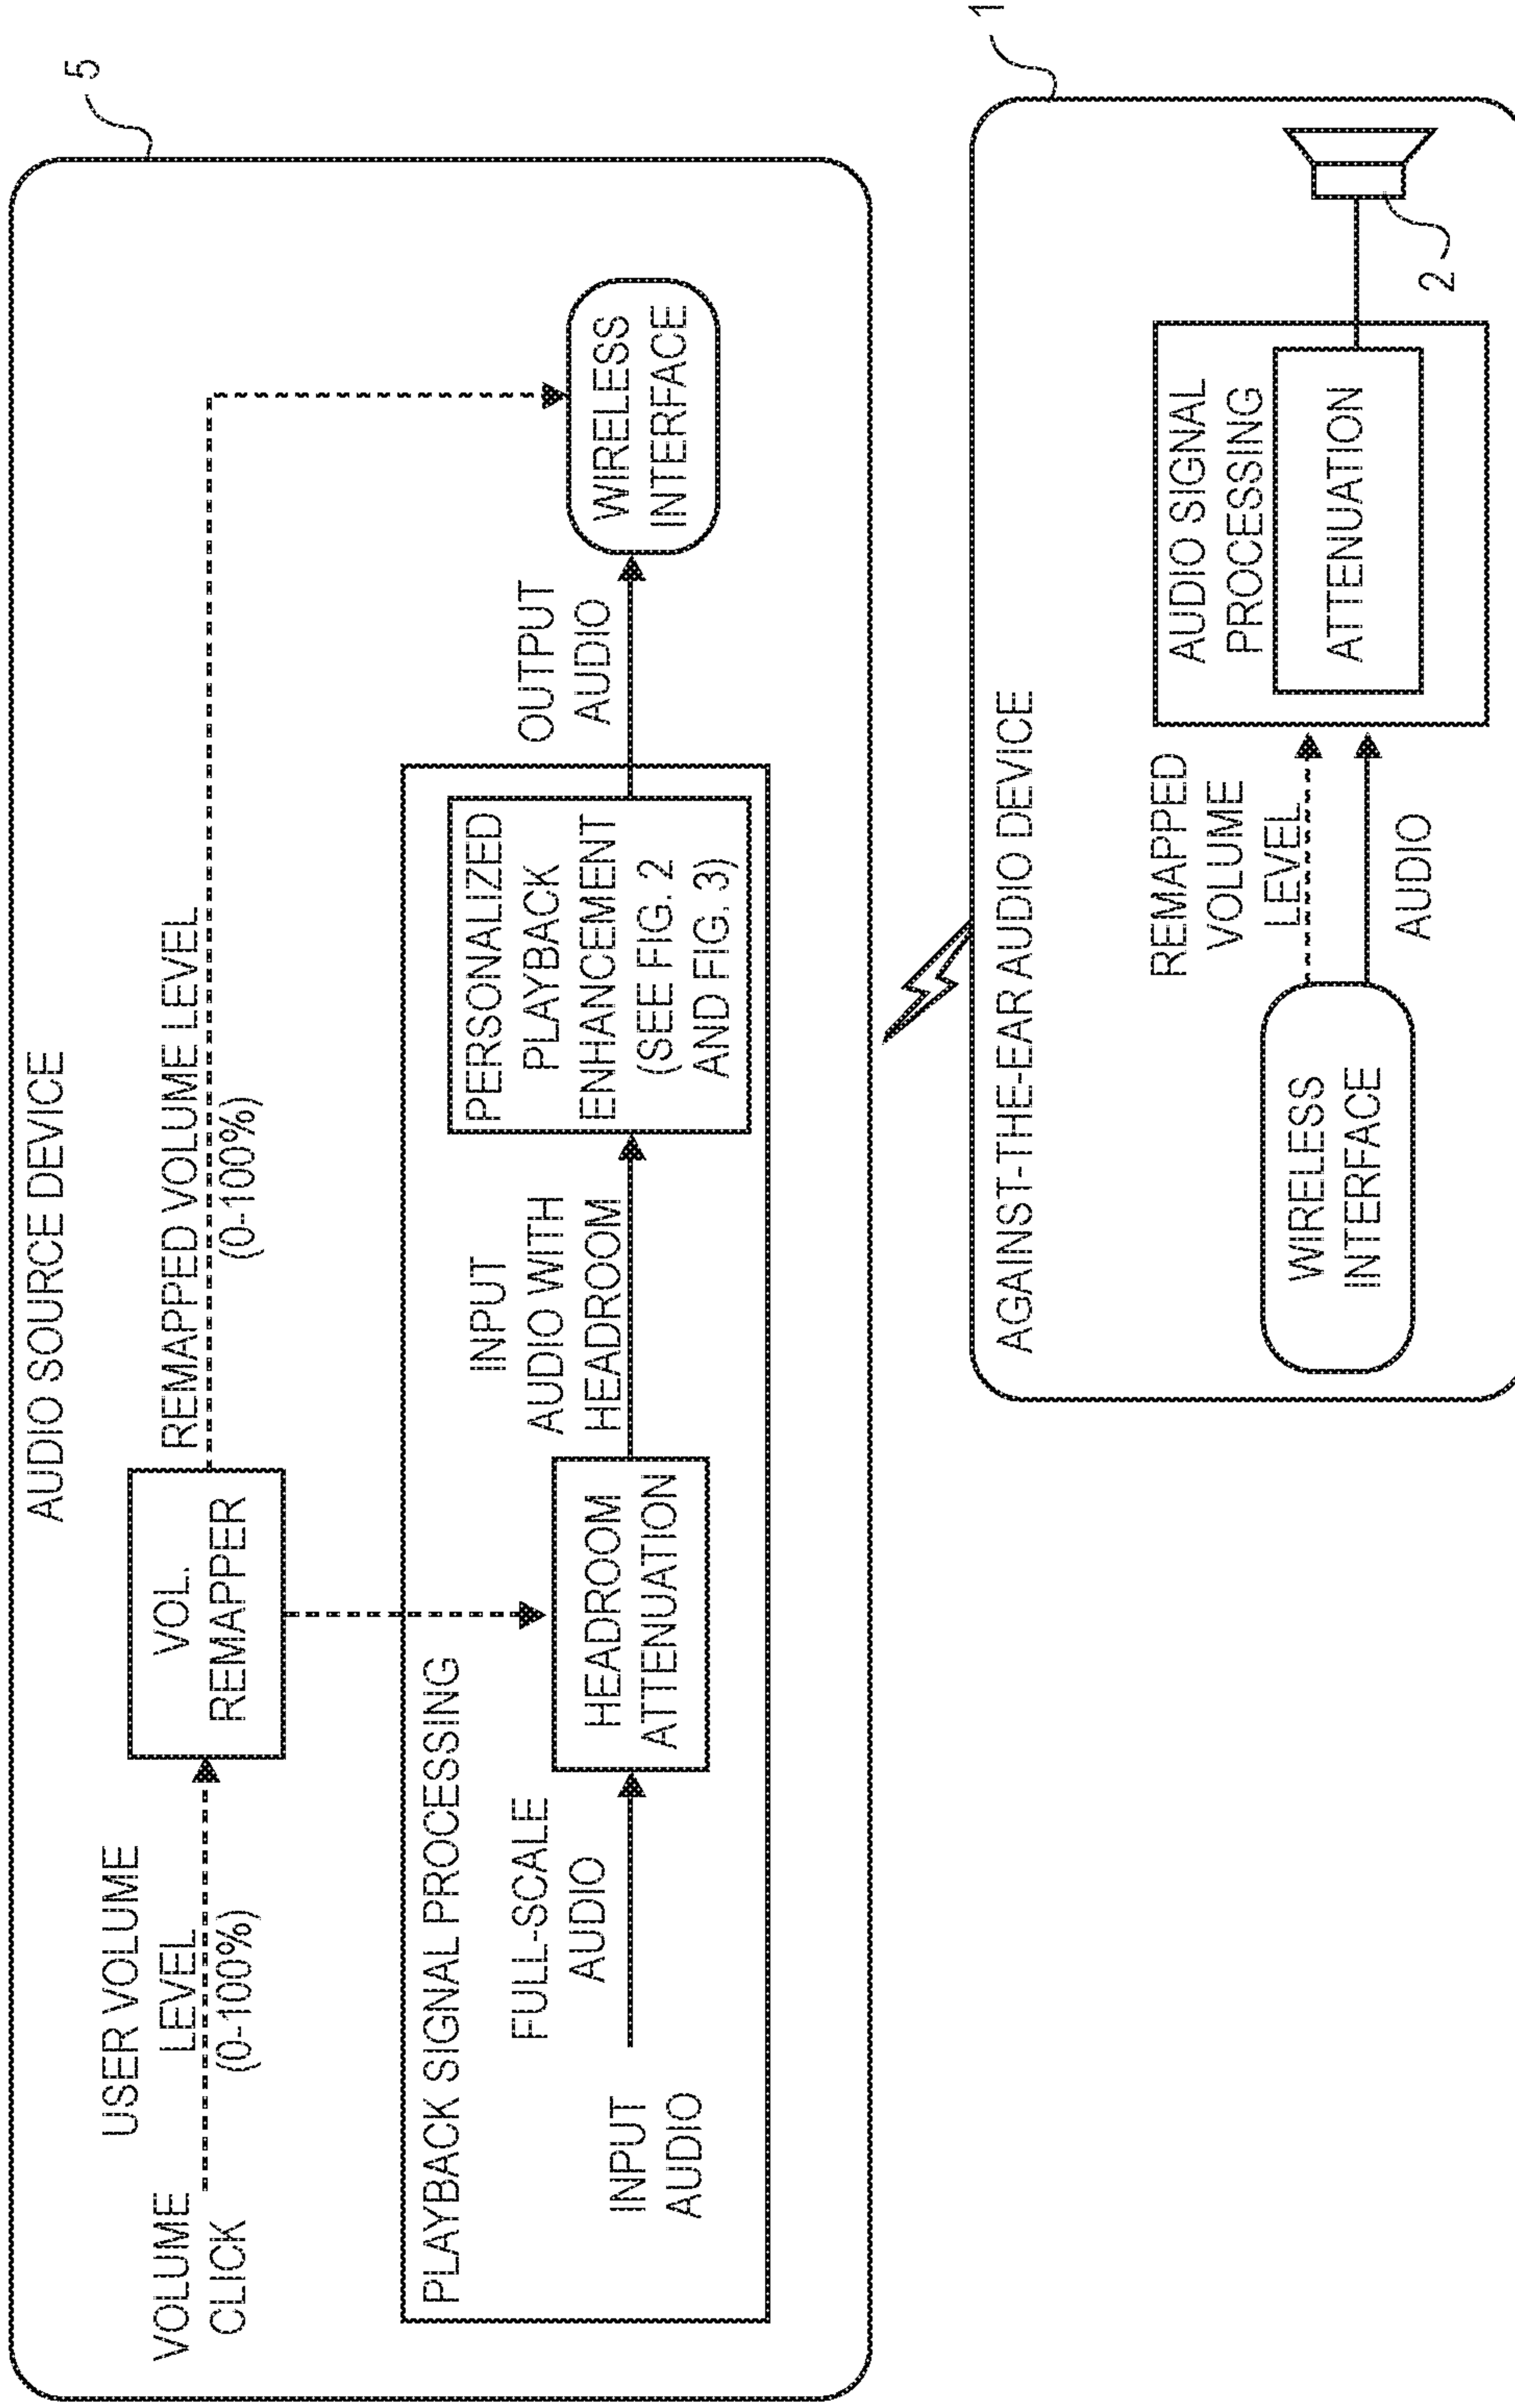 AUDIO SOURCE DEVICE
5
VOLUME
CLICK
USER VOLUME
LEVEL
(0-100%)
VOL.
REMAPPER
REMAPPED VOLUME LEVEL
(0-100%)
PLAYBACK SIGNAL PROCESSING
INPUT
AUDIO
FULL-SCALE
AUDIO
HEADROOM
ATTENUATION
INPUT
AUDIO WITH
HEADROOM
PERSONALIZED
PLAYBACK
ENHANCEMENT
(SEE FIG. 2
AND FIG. 3)
OUTPUT
AUDIO
WIRELESS
INTERFACE
AGAINST-THE-EAR AUDIO DEVICE
1
WIRELESS
INTERFACE
REMAPPED
VOLUME
LEVEL
AUDIO
AUDIO SIGNAL
PROCESSING
ATTENUATION
2